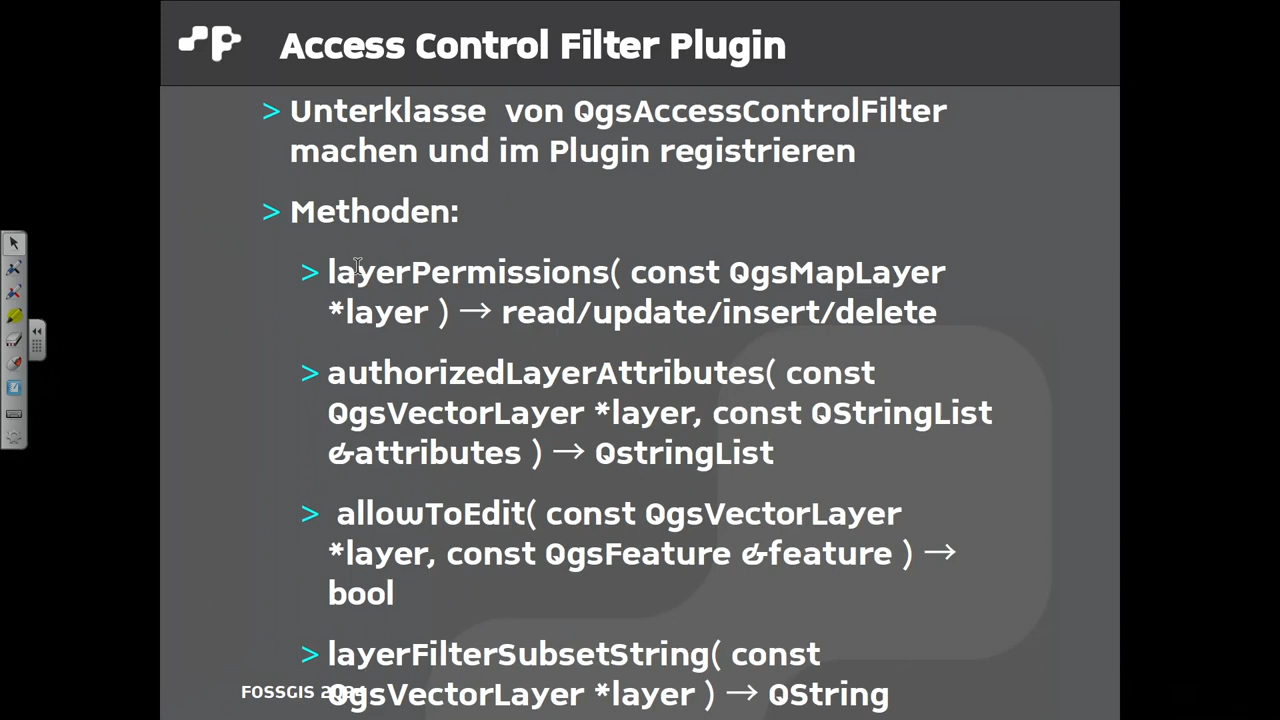 Access Control Filter Plugin
> Unterklasse von QgsAccessControlFilter
machen und im Plugin registrieren
> Methoden:
> layerPermissions( const QgsMapLayer
*layer ) → read/update/insert/delete
> authorizedLayerAttributes( const
QgsVectorLayer *layer, const QStringList
&attributes ) → QstringList
> allowToEdit( const QgsVectorLayer
*layer, const QgsFeature &feature ) →
bool
> layerFilterSubsetString( const
QgsVectorLayer *layer ) → QString
FOSSGIS